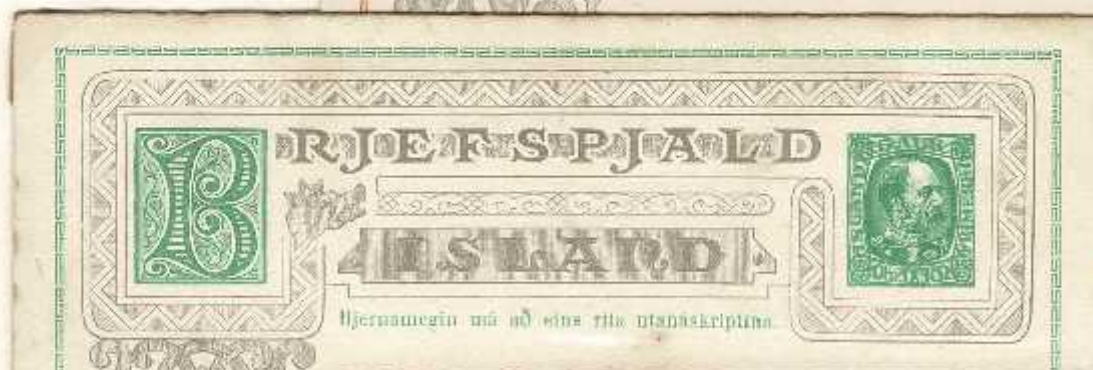 BRJEFSPJALD
ISLAND
Hjernamegin má að eins rita utanáskriptina.